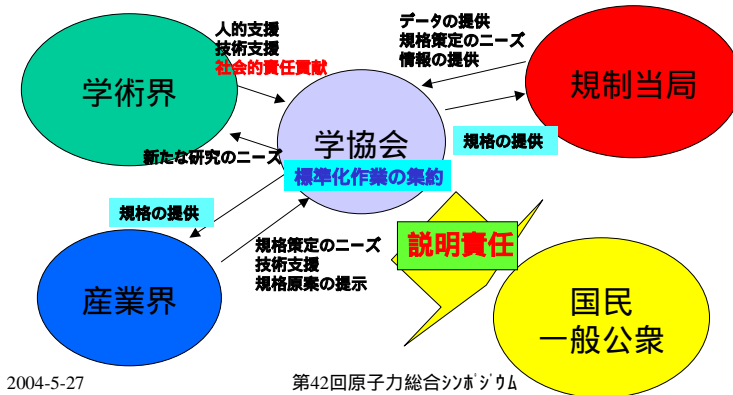 人的支援
技術支援
社会的責任貢献
データの提供
規格策定のニーズ
情報の提供
学術界
規制当局
学協会
規格の提供
新たな研究のニーズ
標準化作業の集約
規格の提供
規格策定のニーズ
技術支援
規格原案の提示
説明責任
産業界
国民
一般公衆
2004-5-27
第42回原子力総合シンポジウム